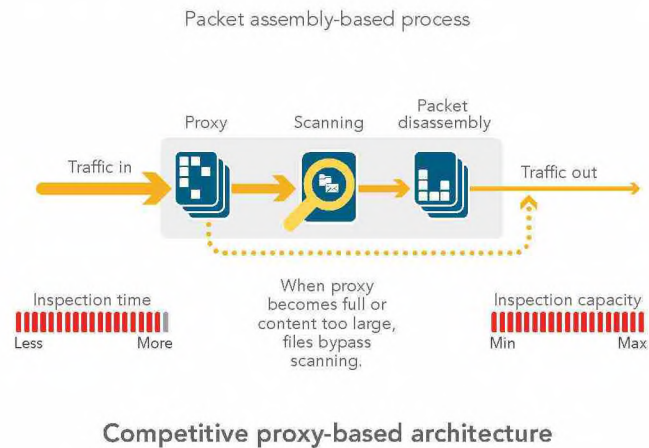 Packet assembly-based process
Proxy
Scanning
Packet
disassembly
Traffic in
Traffic out
Inspection time
Less
More
When proxy
becomes full or
content too large,
files bypass
scanning.
Inspection capacity
Min
Max
Competitive proxy-based architecture